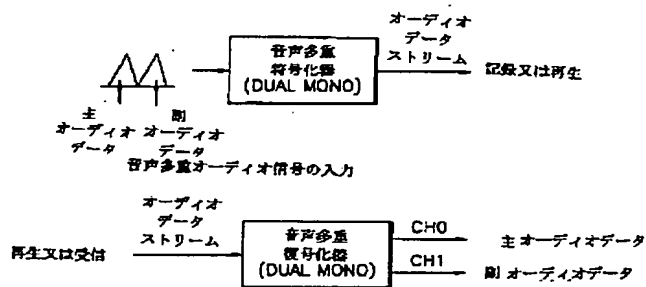 オーディオ
データ
ストリーム
音声多重
符号化器
(DUAL MONO)
記録又は再生
主
オーディオ
データ
副
オーディオ
データ
音声多重オーディオ信号の入力
オーディオ
データ
ストリーム
再生又は受信
音声多重
復号化器
(DUAL MONO)
CH0
主オーディオデータ
CH1
副オーディオデータ